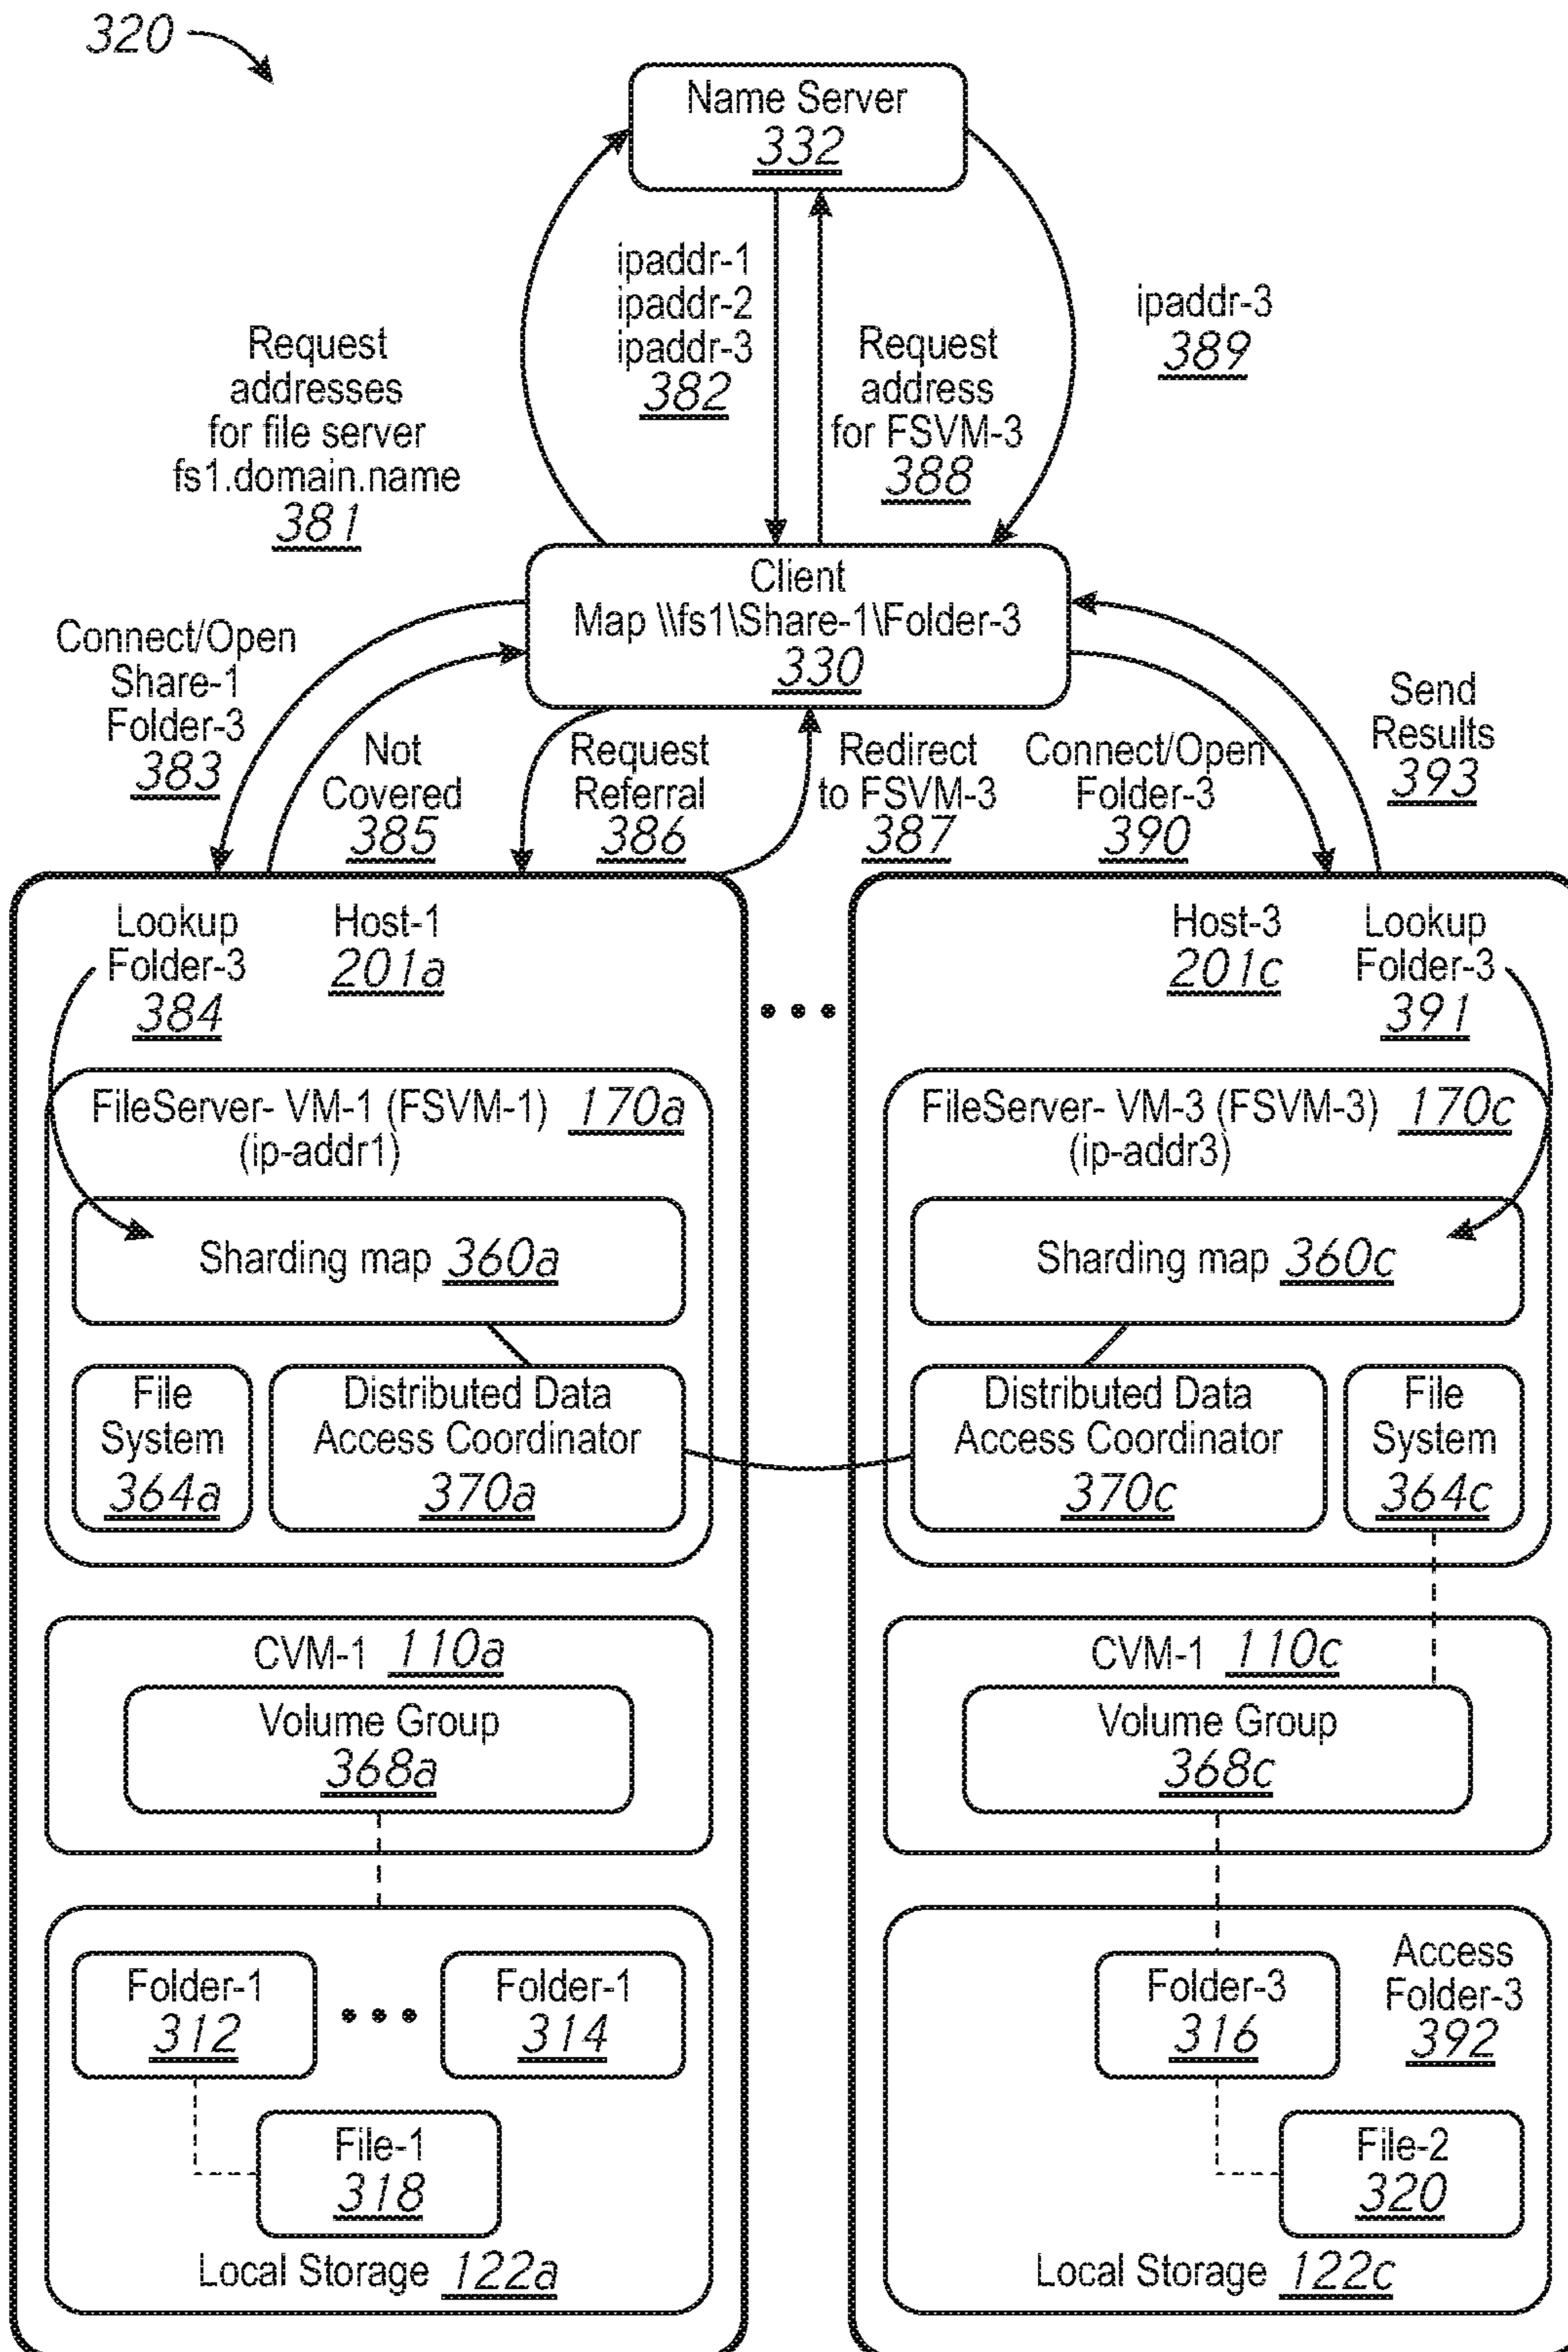 320
Name Server
332
ipaddr-1
ipaddr-2
ipaddr-3
382
Request
addresses
for file server
fs1.domain.name
381
Request
address
for FSVM-3
388
ipaddr-3
389
Client
Map \\fs1\Share-1\Folder-3
330
Connect/Open
Share-1
Folder-3
383
Not
Covered
385
Request
Referral
386
Redirect
to FSVM-3
387
Connect/Open
Folder-3
390
Send
Results
393
Lookup
Folder-3
384
Host-1
201a
FileServer- VM-1 (FSVM-1) 170a
(ip-addr1)
Sharding map 360a
File
System
364a
Distributed Data
Access Coordinator
370a
CVM-1 110a
Volume Group
368a
Folder-1
312
Folder-1
314
File-1
318
Local Storage 122a
Host-3
201c
Lookup
Folder-3
391
FileServer- VM-3 (FSVM-3) 170c
(ip-addr3)
Sharding map 360c
Distributed Data
Access Coordinator
370c
File
System
364c
CVM-1 110c
Volume Group
368c
Folder-3
316
Access
Folder-3
392
File-2
320
Local Storage 122c